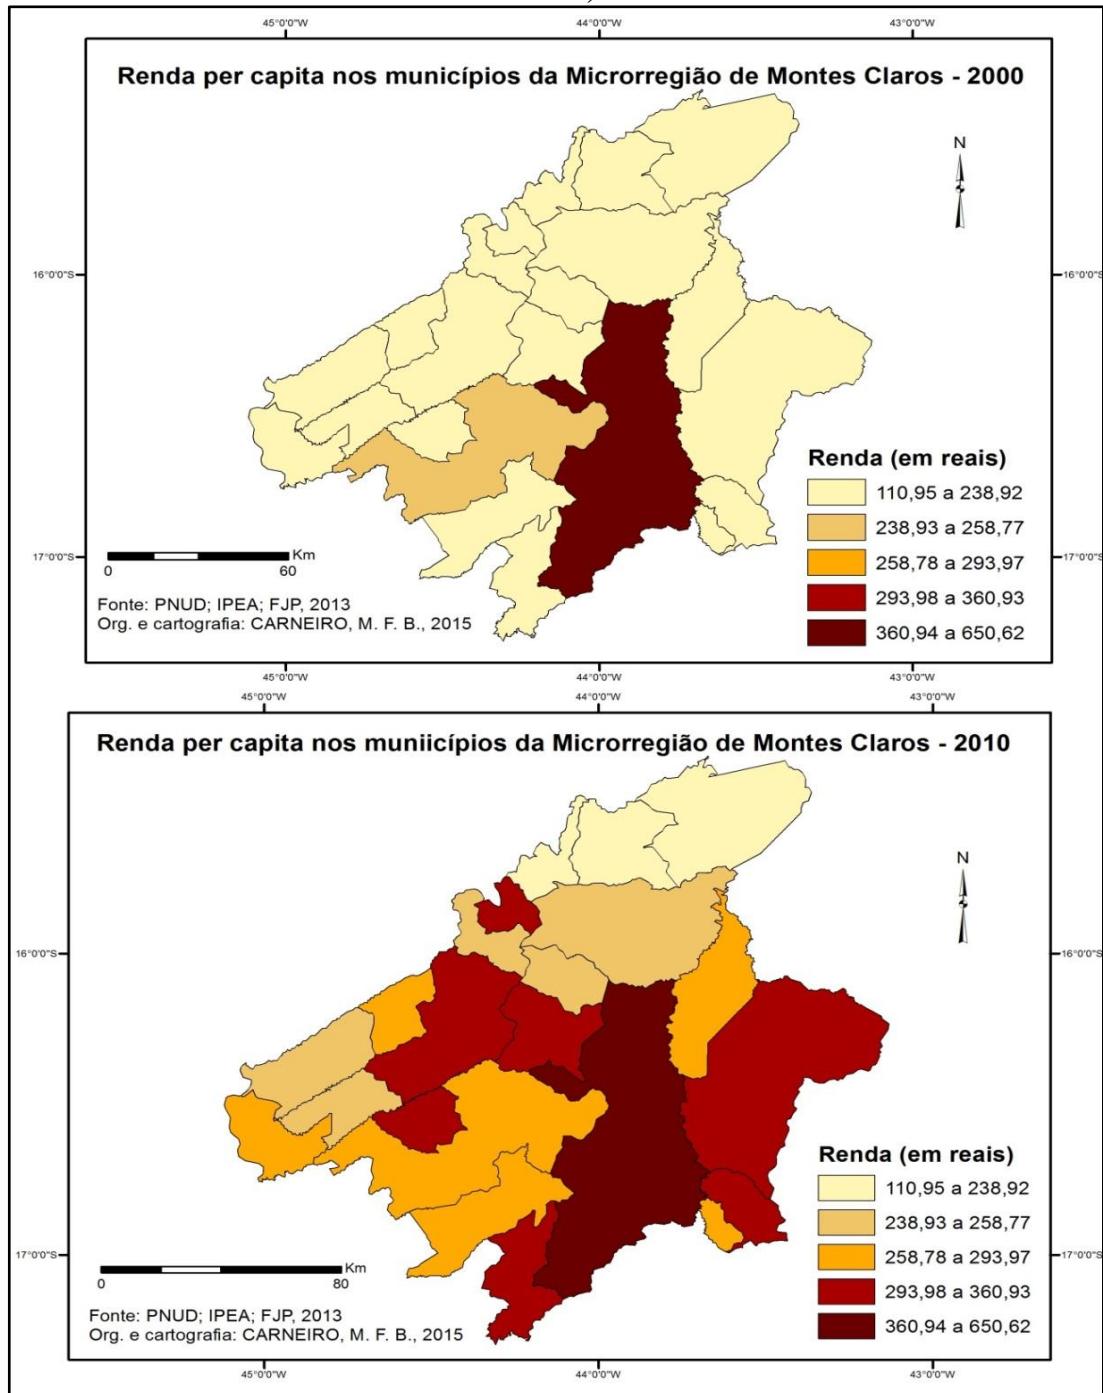 45°0'0"W 44°0'0"W 43°0'0"W
Renda per capita nos municípios da Microrregião de Montes Claros - 2000
N
16°0'0"S 16°0'0"S
Renda (em reais)
110,95 a 238,92
238,93 a 258,77
258,78 a 293,97
293,98 a 360,93
360,94 a 650,62
17°0'0"S 17°0'0"S
Km
0 60
Fonte: PNUD; IPEA; FJP, 2013
Org. e cartografia: CARNEIRO, M. F. B., 2015
45°0'0"W 44°0'0"W 43°0'0"W
45°0'0"W 44°0'0"W 43°0'0"W
Renda per capita nos muniicípios da Microrregião de Montes Claros - 2010
N
16°0'0"S 16°0'0"S
Renda (em reais)
110,95 a 238,92
238,93 a 258,77
258,78 a 293,97
293,98 a 360,93
360,94 a 650,62
17°0'0"S 17°0'0"S
Km
0 80
Fonte: PNUD; IPEA; FJP, 2013
Org. e cartografia: CARNEIRO, M. F. B., 2015
45°0'0"W 44°0'0"W 43°0'0"W